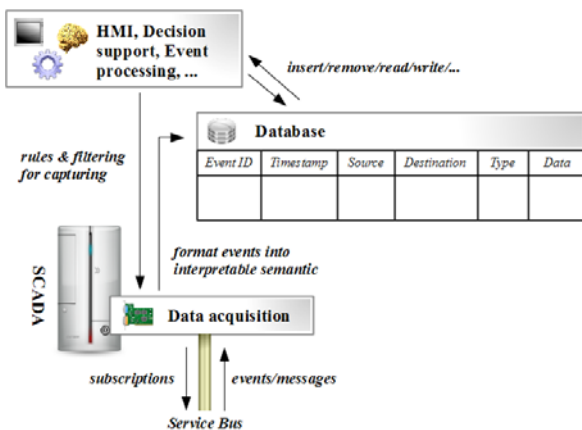 HMI, Decision
support, Event
processing, ...
insert/remove/read/write/...
Database
Event ID Timestamp Source Destination Type Data
rules & filtering
for capturing
format events into
interpretable semantic
SCADA
Data acquisition
subscriptions
events/messages
Service Bus